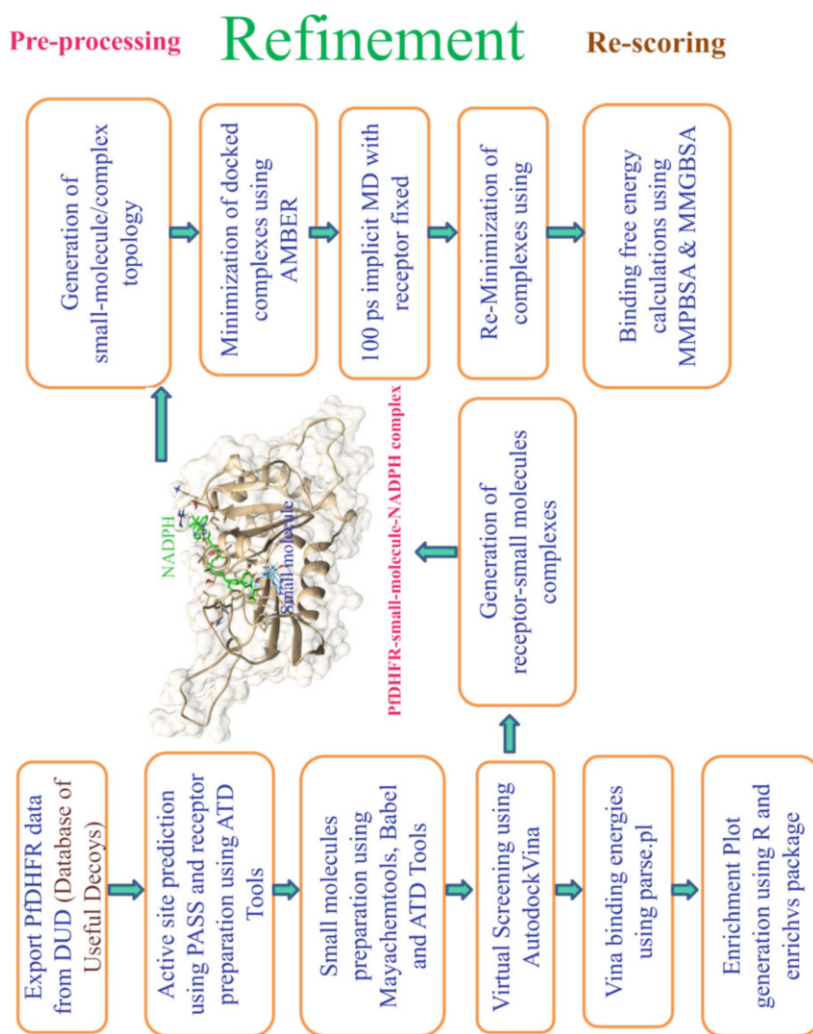 Pre-processing
Refinement
Re-scoring
Generation of
small-molecule/complex
topology
Minimization of docked
complexes using
AMBER
100 ps implicit MD with
receptor fixed
Re-Minimization of
complexes using
Binding free energy
calculations using
MMPBSA & MMGBSA
NADPH
Small molecule
PfDHFR-small-molecule-NADPH complex
Generation of
receptor-small molecules
complexes
Export PfDHFR data
from DUD (Database of
Useful Decoys)
Active site prediction
using PASS and receptor
preparation using ATD
Tools
Small molecules
preparation using
Mayachemtools, Babel
and ATD Tools
Virtual Screening using
AutodockVina
Vina binding energies
using parse.pl
Enrichment Plot
generation using R and
enrichvs package